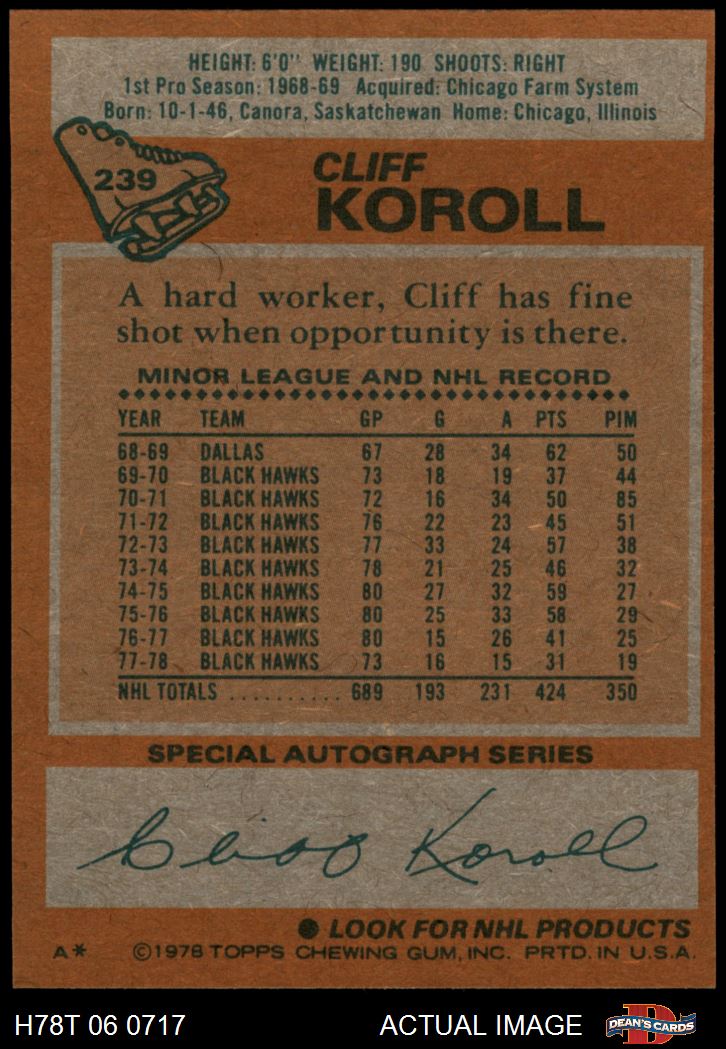 HEIGHT: 6'0" WEIGHT: 190 SHOOTS: RIGHT
1st Pro Season: 1968-69 Acquired: Chicago Farm System
Born: 10-1-46, Canora, Saskatchewan Home: Chicago, Illinois
239
CLIFF
KOROLL
A hard worker, Cliff has fine
shot when opportunity is there.
MINOR LEAGUE AND NHL RECORD
YEAR TEAM GP G A PTS PIM
68-69 DALLAS 67 28 34 62 50
69-70 BLACK HAWKS 73 18 19 37 44
70-71 BLACK HAWKS 72 16 34 50 85
71-72 BLACK HAWKS 76 22 23 45 51
72-73 BLACK HAWKS 77 33 24 57 38
73-74 BLACK HAWKS 78 21 25 46 32
74-75 BLACK HAWKS 80 27 32 59 27
75-76 BLACK HAWKS 80 25 33 58 29
76-77 BLACK HAWKS 80 15 26 41 25
77-78 BLACK HAWKS 73 16 15 31 19
NHL TOTALS .......... 689 193 231 424 350
SPECIAL AUTOGRAPH SERIES
Cliff Koroll
● LOOK FOR NHL PRODUCTS
A* ©1978 TOPPS CHEWING GUM, INC. PRTD. IN U.S.A.
H78T 06 0717 ACTUAL IMAGE DEAN'S CARDS